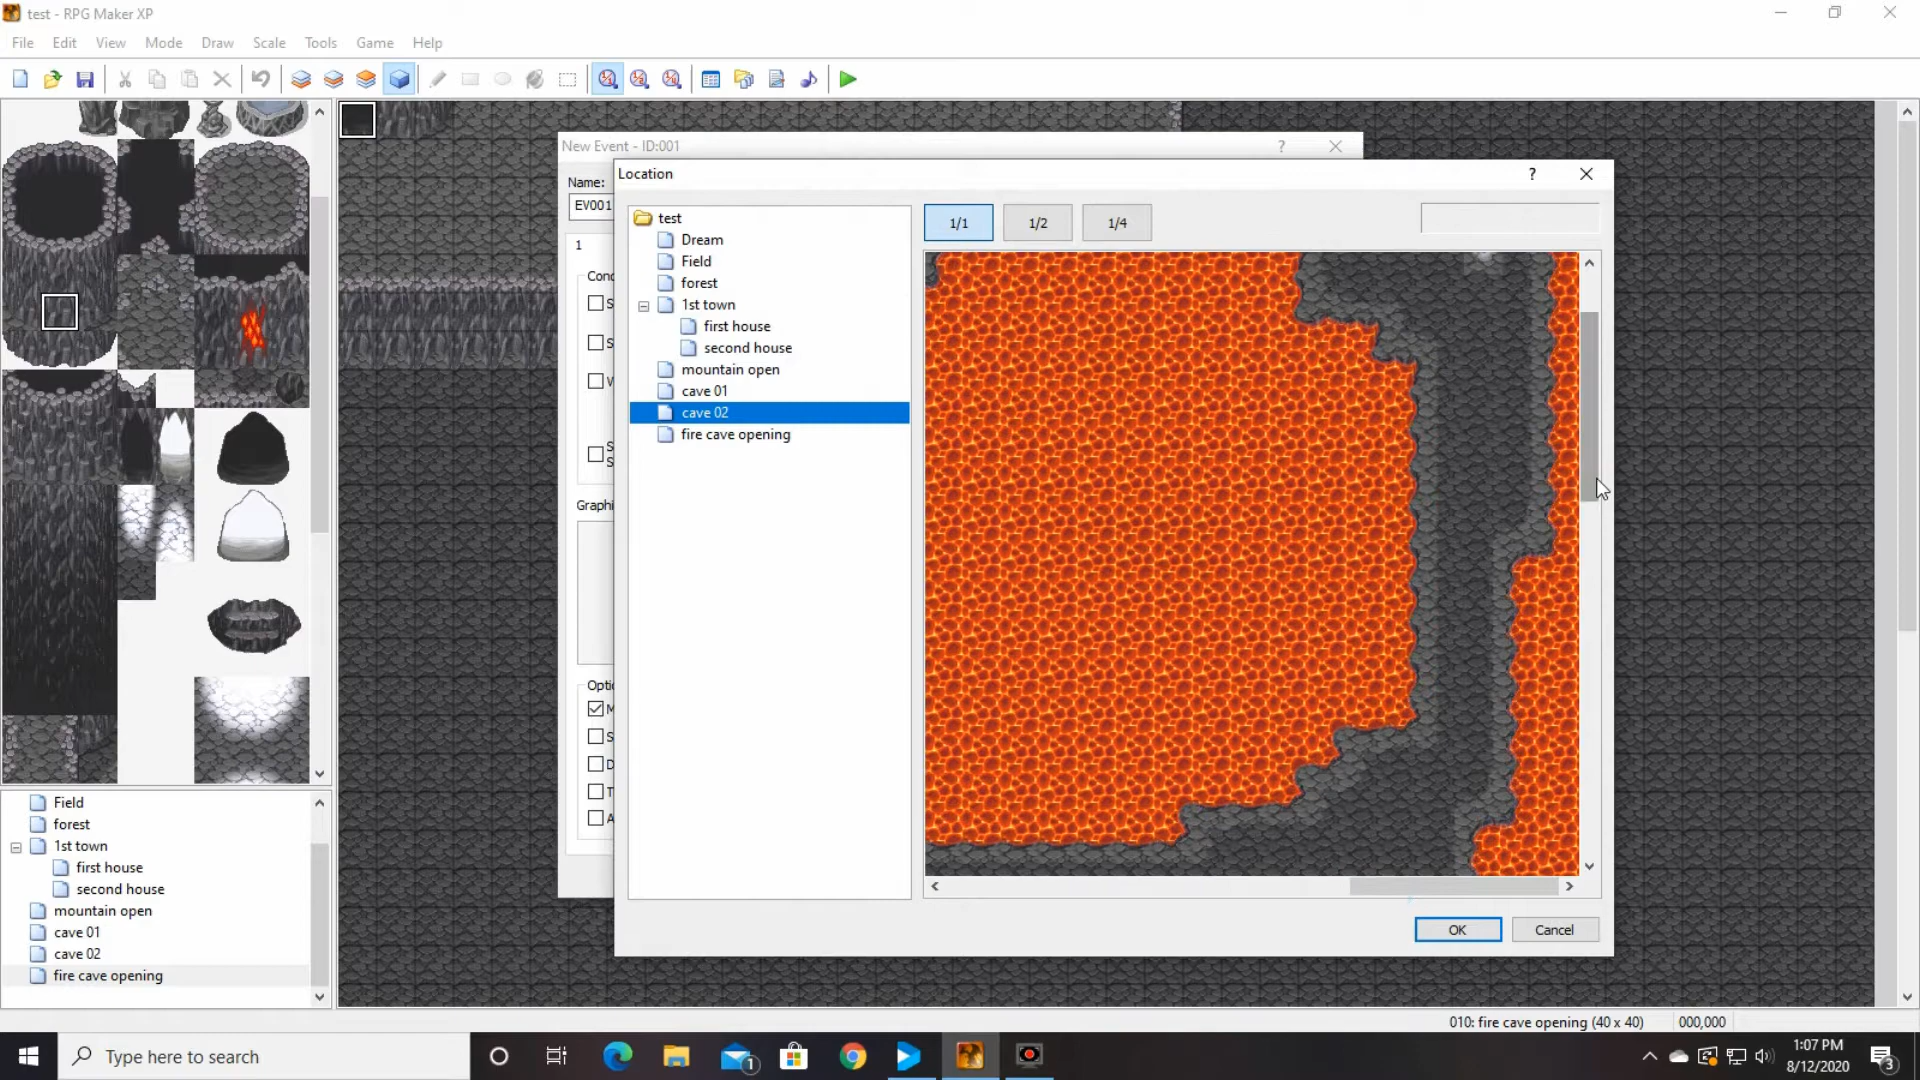 test - RPG Maker XP
File Edit View Mode Draw Scale Tools Game Help
New Event - ID:001
Name:
EV001
1
Location
test
Dream
Field
forest
1st town
first house
second house
mountain open
cave 01
cave 02
fire cave opening
1/1 1/2 1/4
OK Cancel
Field
forest
1st town
first house
second house
mountain open
cave 01
cave 02
fire cave opening
010: fire cave opening (40 x 40) 000,000
Type here to search
1
1:07 PM
8/12/2020
3